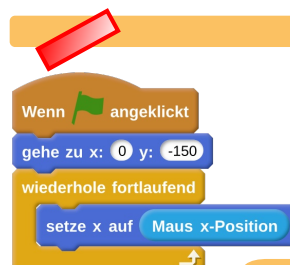 Wenn angeklickt
gehe zu x: 0 y: -150
wiederhole fortlaufend
setze x auf Maus x-Position